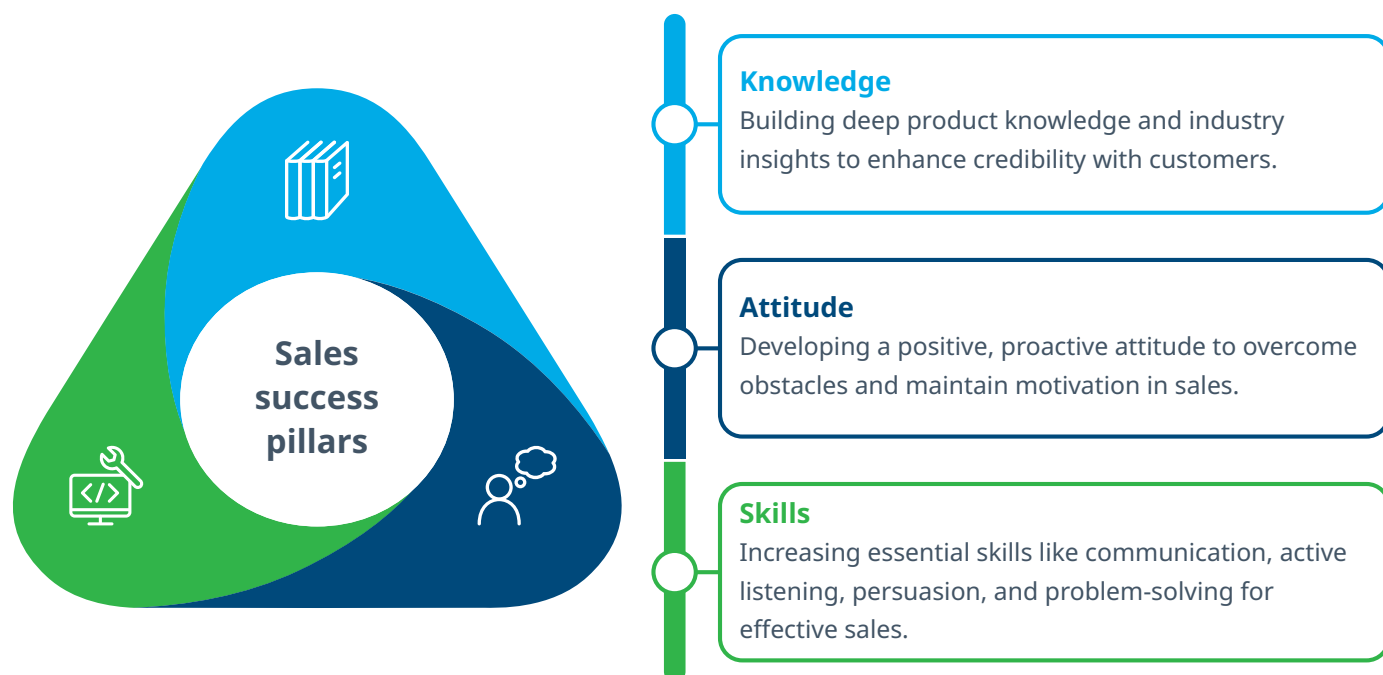 Sales
success
pillars
Knowledge
Building deep product knowledge and industry
insights to enhance credibility with customers.
Attitude
Developing a positive, proactive attitude to overcome
obstacles and maintain motivation in sales.
Skills
Increasing essential skills like communication, active
listening, persuasion, and problem-solving for
effective sales.